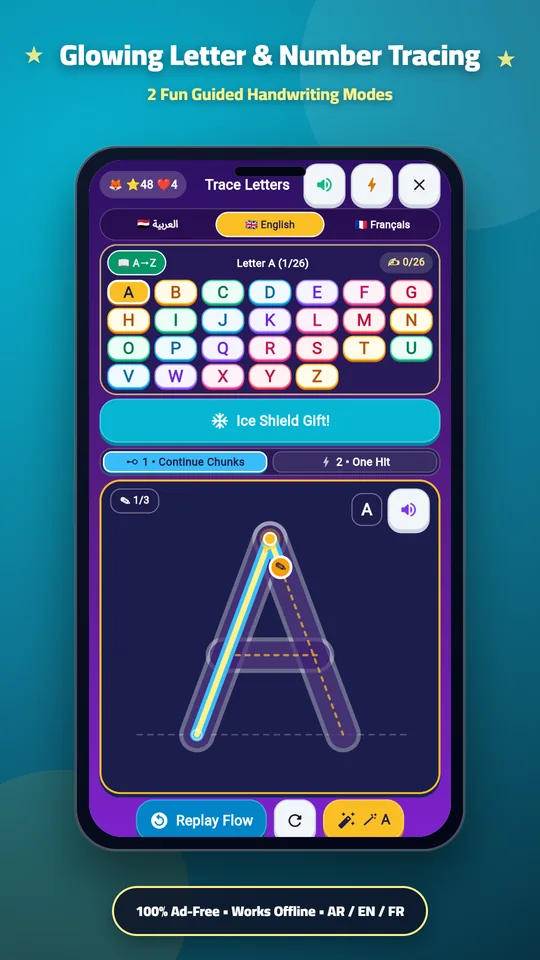 Glowing Letter & Number Tracing
2 Fun Guided Handwriting Modes
48 4 Trace Letters
العربية English Français
A→Z Letter A (1/26) 0/26
A B C D E F G
H I J K L M N
O P Q R S T U
V W X Y Z
Ice Shield Gift!
1 • Continue Chunks 2 • One Hit
1/3 A
Replay Flow A
100% Ad-Free • Works Offline • AR / EN / FR